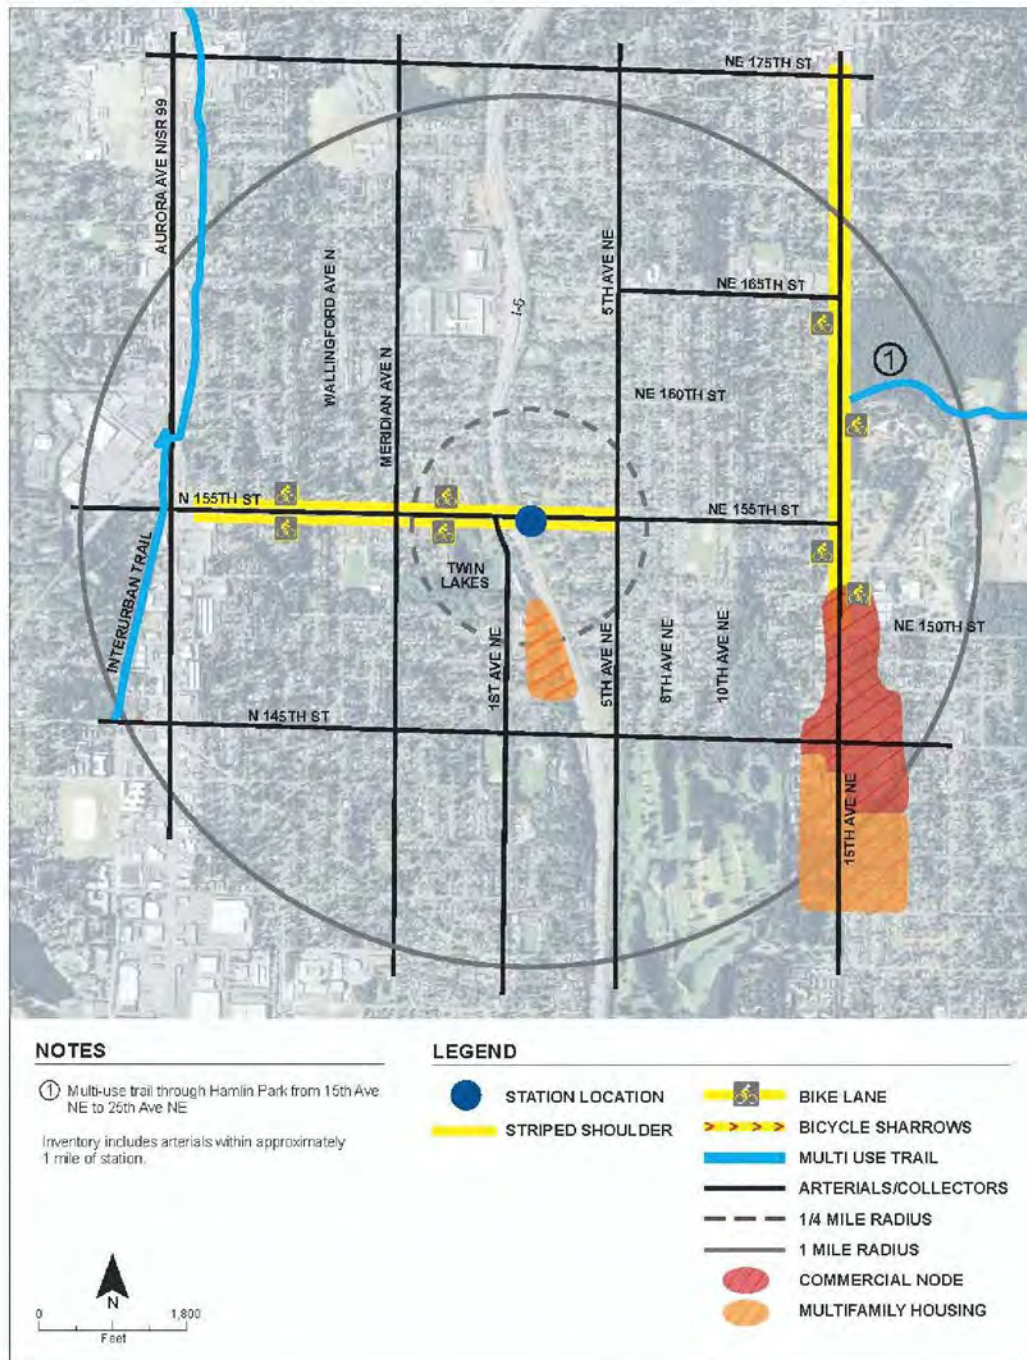 NE 175TH ST
AURORA AVE N/SR 99
WALLINGFORD AVE N
MERIDIAN AVE N
I-5
5TH AVE NE
NE 165TH ST
1
NE 160TH ST
N 155TH ST
NE 155TH ST
INTERURBAN TRAIL
TWIN
LAKES
1ST AVE NE
5TH AVE NE
8TH AVE NE
10TH AVE NE
NE 150TH ST
N 145TH ST
15TH AVE NE
NOTES
1 Multi-use trail through Hamlin Park from 15th Ave
NE to 25th Ave NE
Inventory includes arterials within approximately
1 mile of station.
N
0 1,800
Feet
LEGEND
STATION LOCATION
STRIPED SHOULDER
BIKE LANE
BICYCLE SHARROWS
MULTI USE TRAIL
ARTERIALS/COLLECTORS
1/4 MILE RADIUS
1 MILE RADIUS
COMMERCIAL NODE
MULTIFAMILY HOUSING